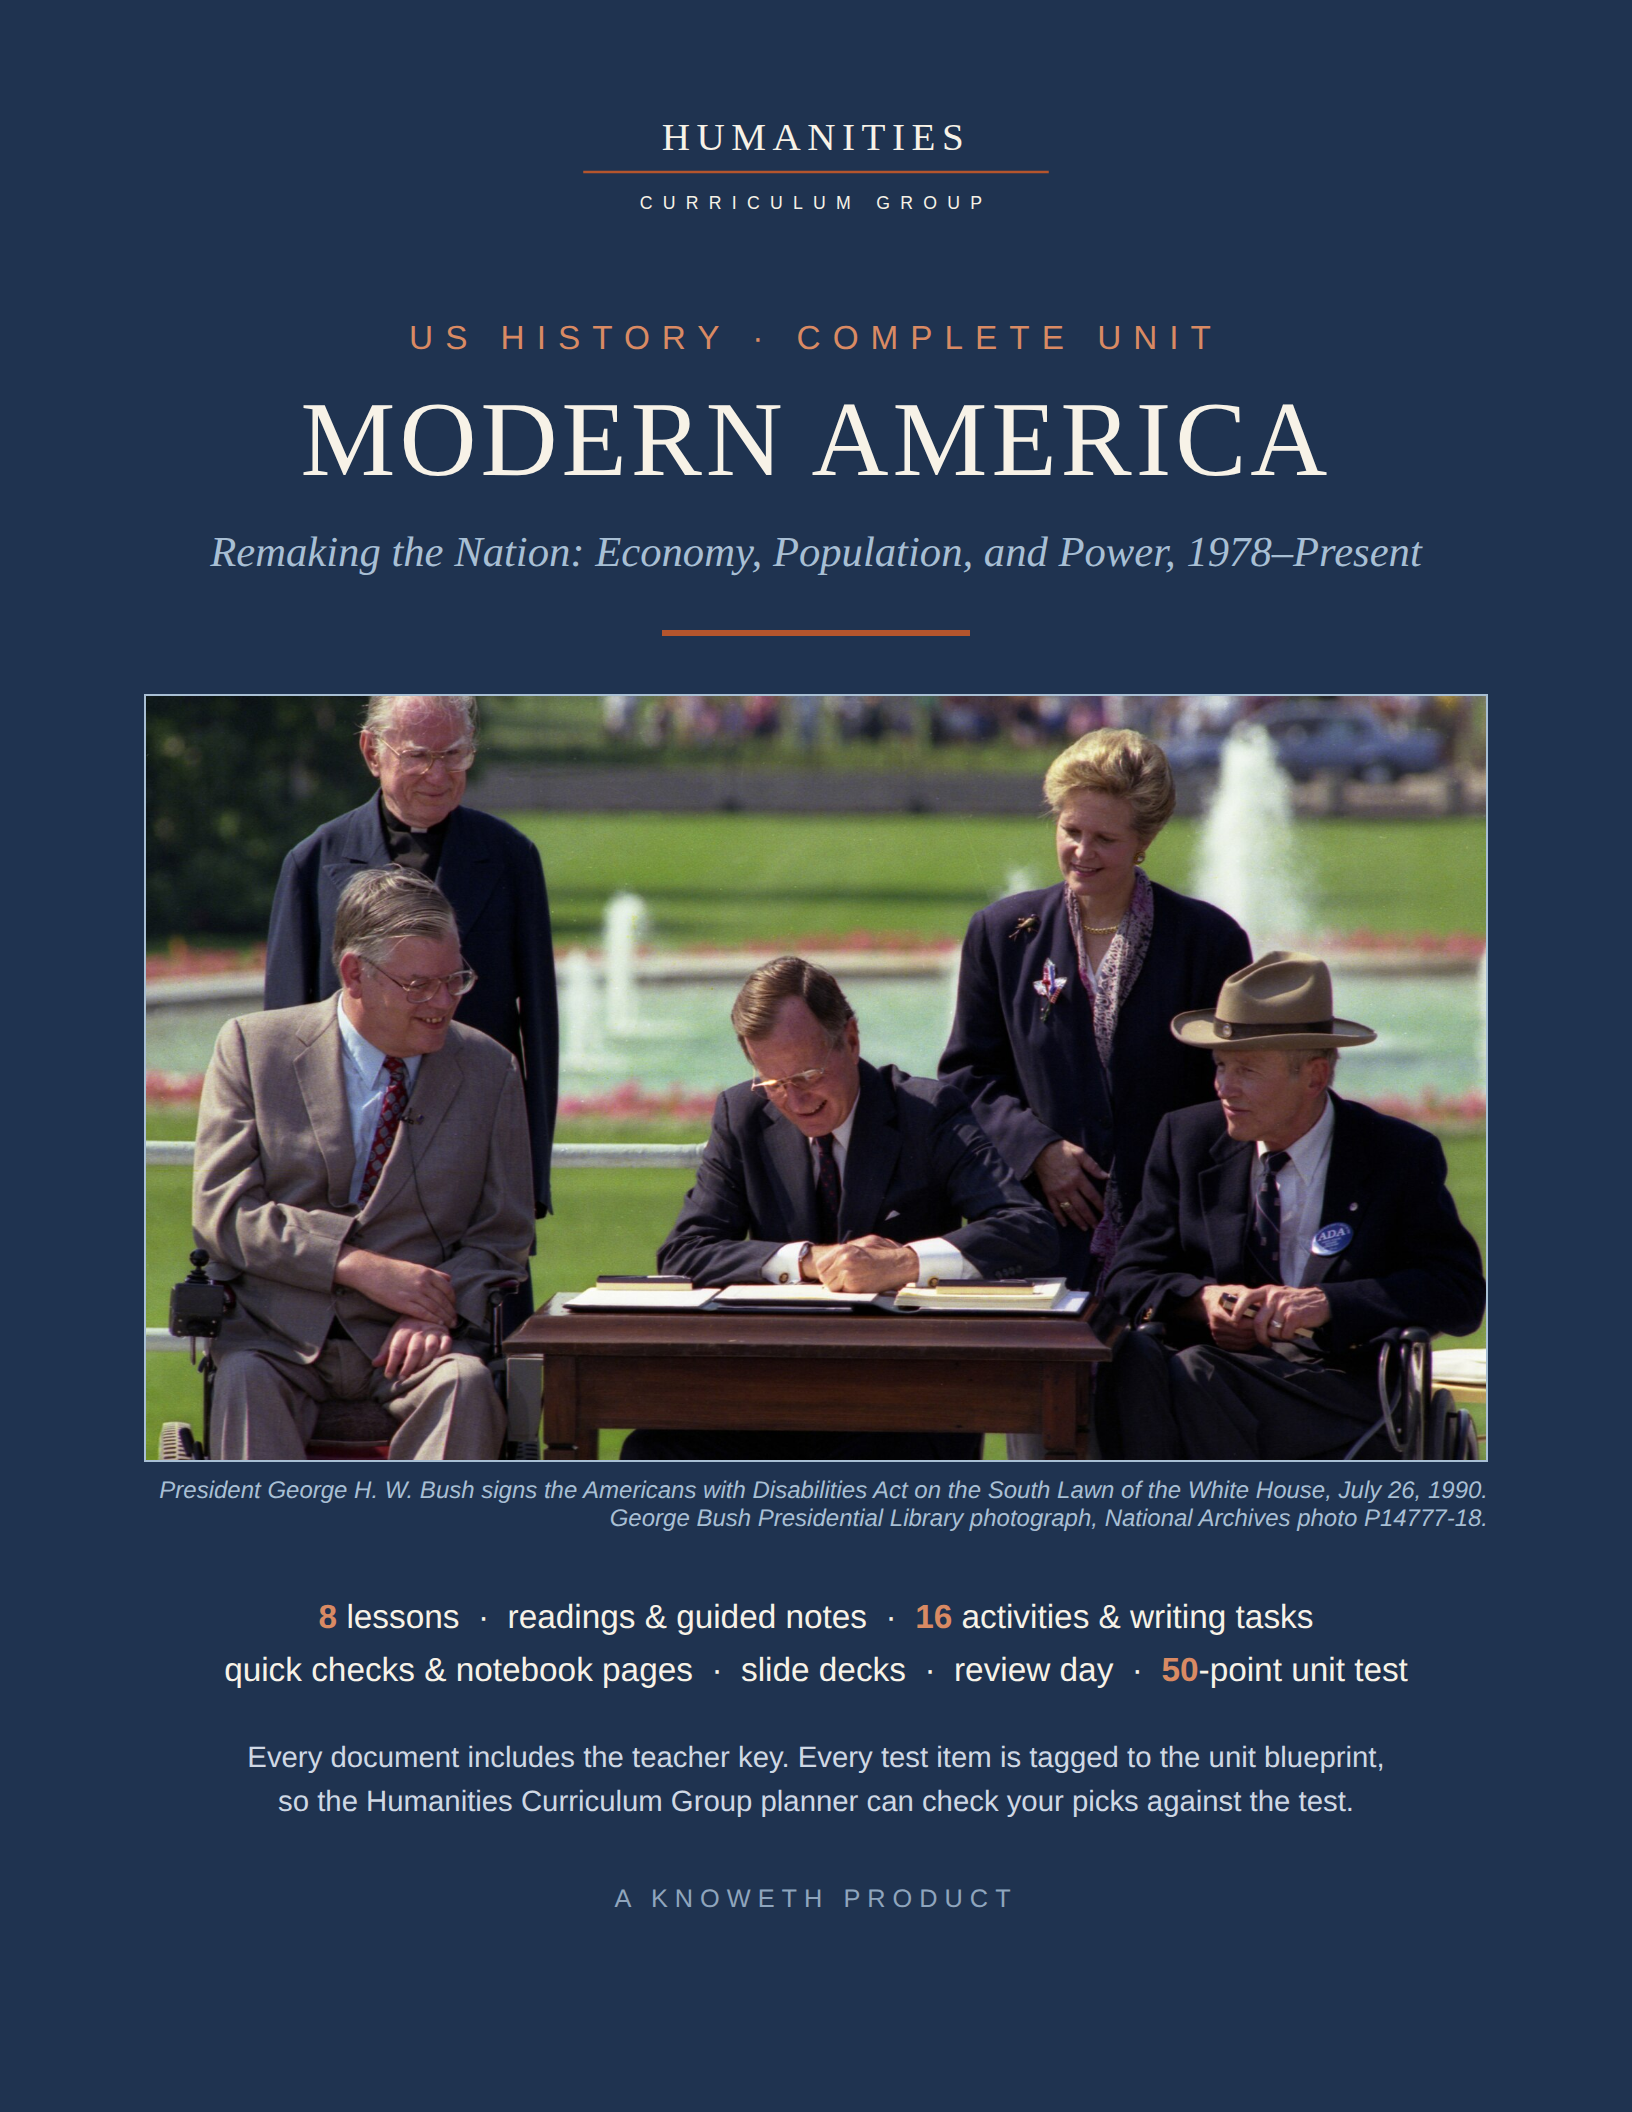 HUMANITIES
CURRICULUM GROUP
US HISTORY · COMPLETE UNIT
MODERN AMERICA
Remaking the Nation: Economy, Population, and Power, 1978–Present
ADA
President George H. W. Bush signs the Americans with Disabilities Act on the South Lawn of the White House, July 26, 1990.
George Bush Presidential Library photograph, National Archives photo P14777-18.
8 lessons · readings & guided notes · 16 activities & writing tasks
quick checks & notebook pages · slide decks · review day · 50-point unit test
Every document includes the teacher key. Every test item is tagged to the unit blueprint,
so the Humanities Curriculum Group planner can check your picks against the test.
A KNOWETH PRODUCT